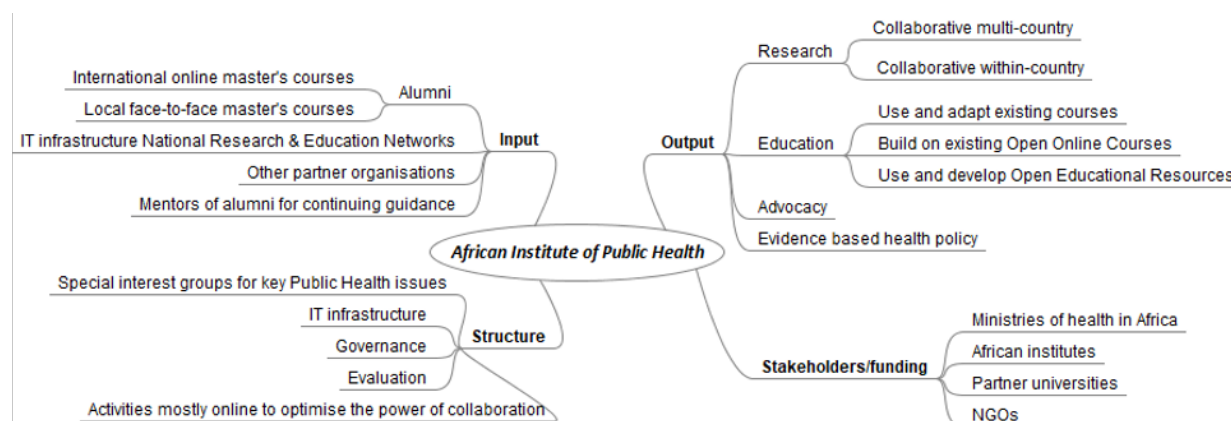 African Institute of Public Health
Input
Alumni
International online master's courses
Local face-to-face master's courses
IT infrastructure National Research & Education Networks
Other partner organisations
Mentors of alumni for continuing guidance
Structure
Special interest groups for key Public Health issues
IT infrastructure
Governance
Evaluation
Activities mostly online to optimise the power of collaboration
Output
Research
Collaborative multi-country
Collaborative within-country
Education
Use and adapt existing courses
Build on existing Open Online Courses
Use and develop Open Educational Resources
Advocacy
Evidence based health policy
Stakeholders/funding
Ministries of health in Africa
African institutes
Partner universities
NGOs